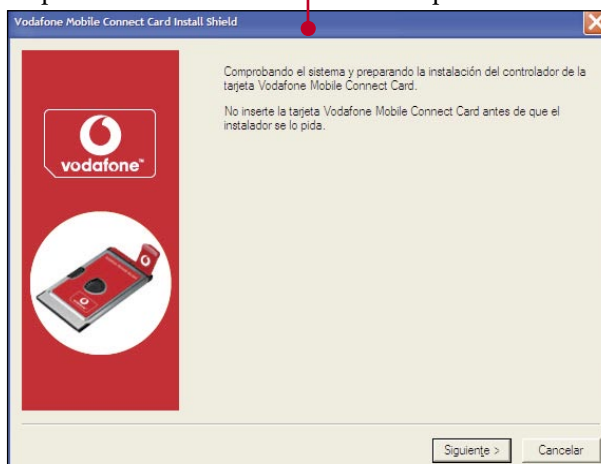 Vodafone Mobile Connect Card Install Shield
Comprobando el sistema y preparando la instalación del controlador de la
tarjeta Vodafone Mobile Connect Card.
No inserte la tarjeta Vodafone Mobile Connect Card antes de que el
instalador se lo pida.
vodafone™
Siguiente >
Cancelar